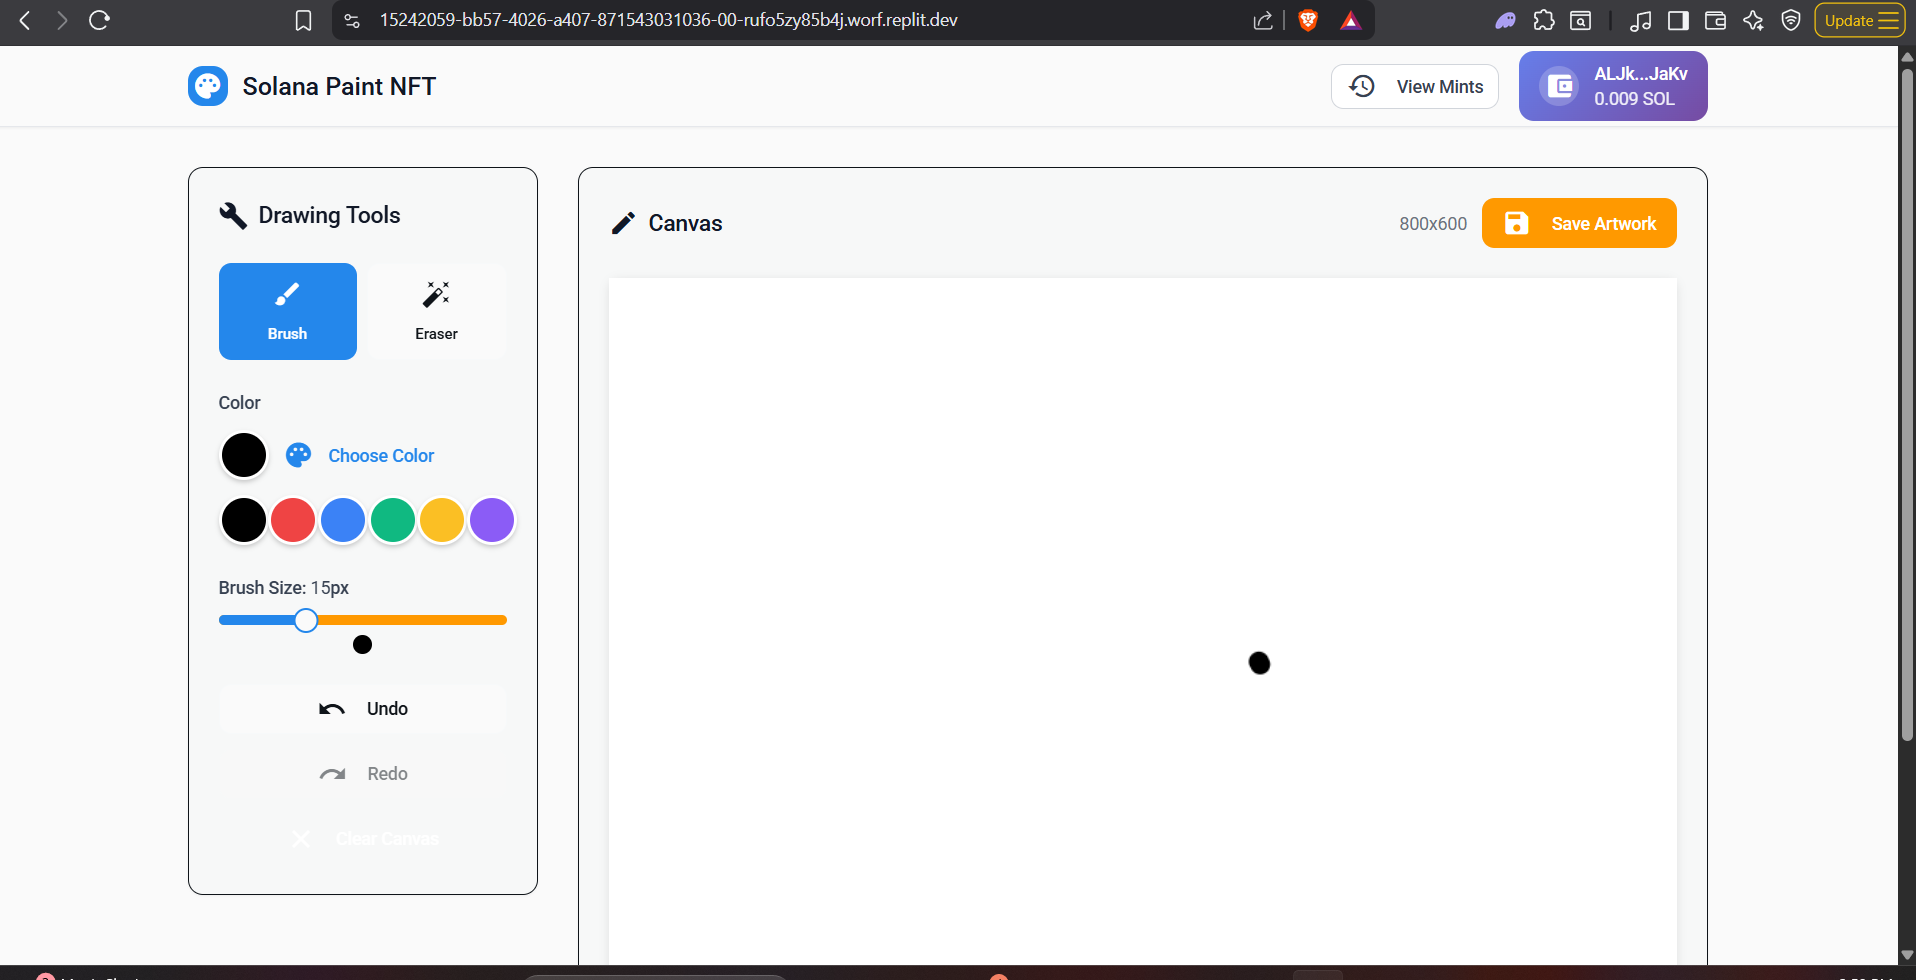 15242059-bb57-4026-a407-871543031036-00-rufo5zy85b4j.worf.replit.dev
Update
Solana Paint NFT
View Mints
ALJk...JaKv
0.009 SOL
Drawing Tools
Brush
Eraser
Color
Choose Color
Brush Size: 15px
Undo
Redo
Clear Canvas
Canvas
800x600
Save Artwork